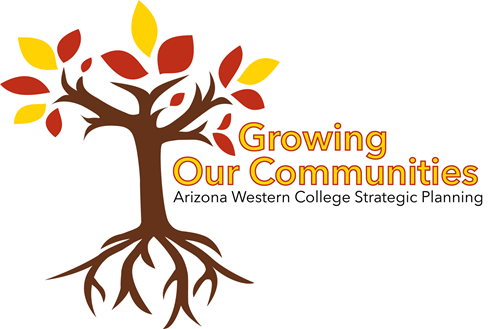 Growing
Our Communities
Arizona Western College Strategic Planning